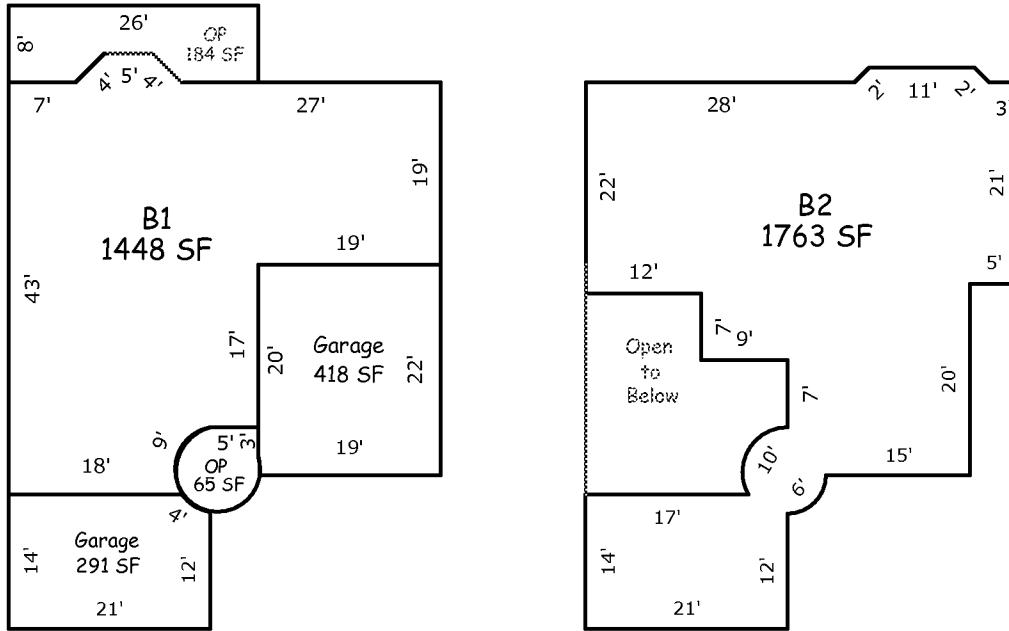 26'
8'
OP
184 SF
4'
5'
4'
7'
27'
19'
B1
1448 SF
19'
43'
17'
20'
Garage
418 SF
22'
9'
5'
3'
OP
65 SF
19'
18'
4'
14'
Garage
291 SF
12'
21'
28'
2'
11'
2'
3'
22'
21'
B2
1763 SF
12'
5'
7'
9'
Open
to
Below
20'
7'
10'
15'
6'
17'
14'
12'
21'